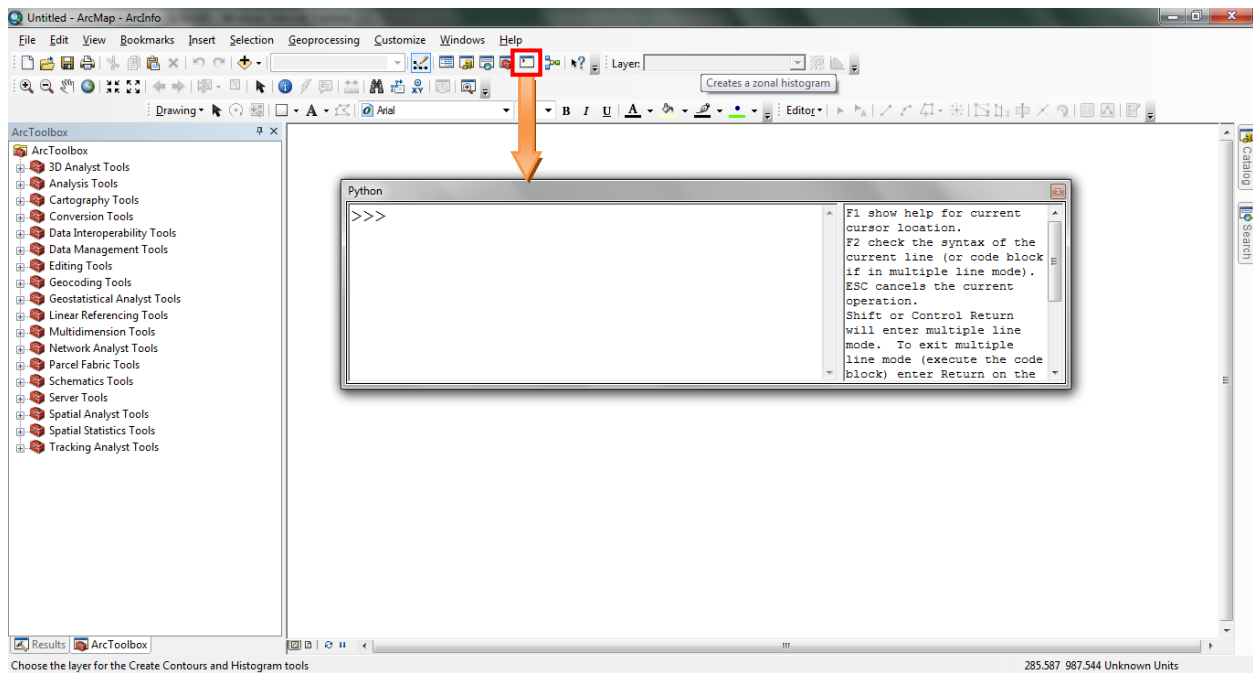 Untitled - ArcMap - ArcInfo
File Edit View Bookmarks Insert Selection Geoprocessing Customize Windows Help
Layer:
Creates a zonal histogram
Drawing A Arial B I U A Editor
ArcToolbox
ArcToolbox
3D Analyst Tools
Analysis Tools
Cartography Tools
Conversion Tools
Data Interoperability Tools
Data Management Tools
Editing Tools
Geocoding Tools
Geostatistical Analyst Tools
Linear Referencing Tools
Multidimension Tools
Network Analyst Tools
Parcel Fabric Tools
Schematics Tools
Server Tools
Spatial Analyst Tools
Spatial Statistics Tools
Tracking Analyst Tools
Python
>>>
F1 show help for current
cursor location.
F2 check the syntax of the
current line (or code block
if in multiple line mode).
ESC cancels the current
operation.
Shift or Control Return
will enter multiple line
mode.  To exit multiple
line mode (execute the code
block) enter Return on the
Catalog
Search
Results ArcToolbox
Choose the layer for the Create Contours and Histogram tools
285.587 987.544 Unknown Units